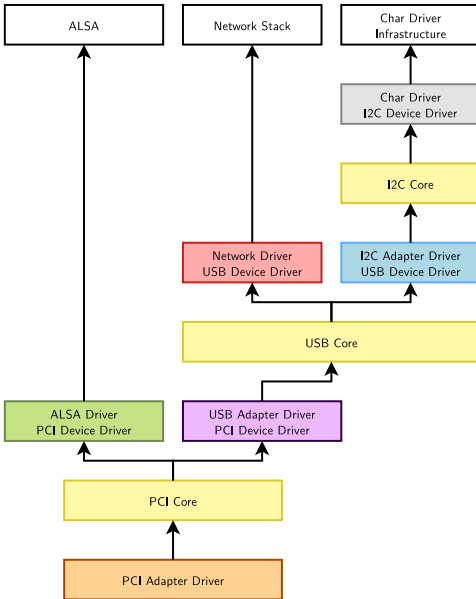 ALSA
Network Stack
Char Driver
Infrastructure
Char Driver
I2C Device Driver
I2C Core
Network Driver
USB Device Driver
I2C Adapter Driver
USB Device Driver
USB Core
ALSA Driver
PCI Device Driver
USB Adapter Driver
PCI Device Driver
PCI Core
PCI Adapter Driver